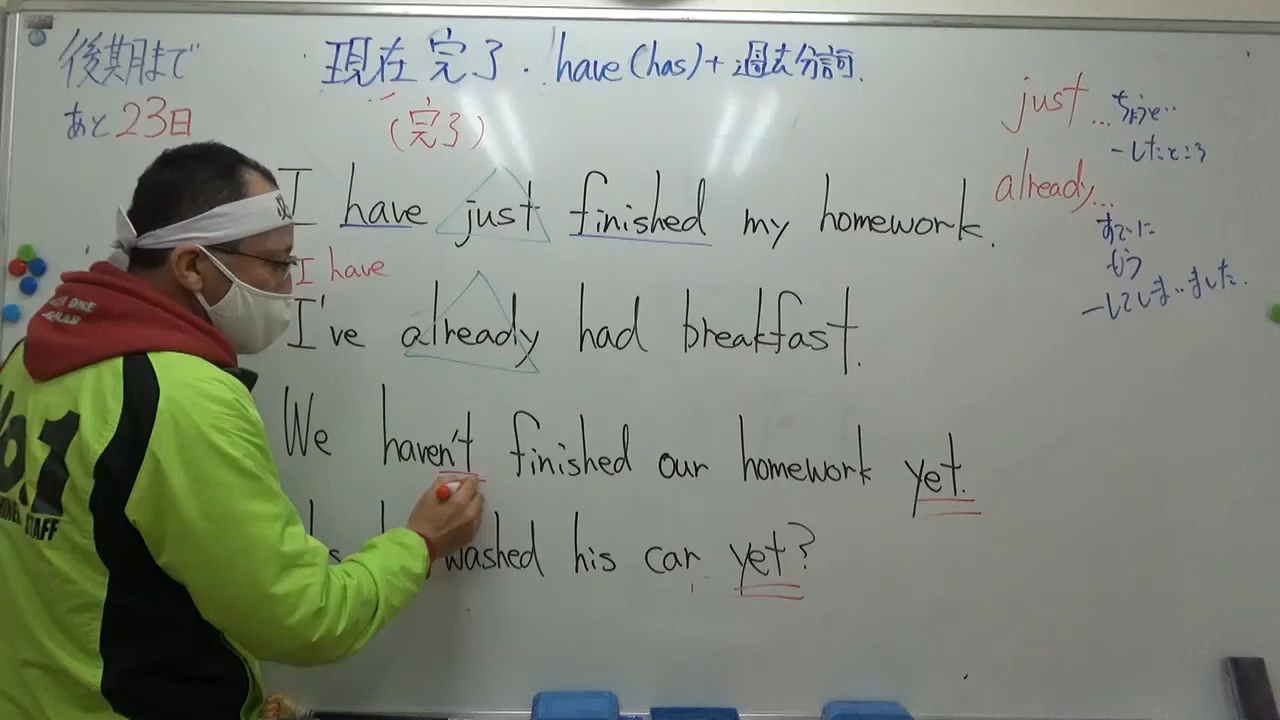 後期まで
あと23日
現在完了. have(has)+過去分詞.
(完了)
just...ちょうど..
ーしたところ
I have just finished my homework.
already...
すでに
もう
ーしてしまいました.
I have
I've already had breakfast.
We haven't finished our homework yet.
washed his car yet?
No.1
STAFF